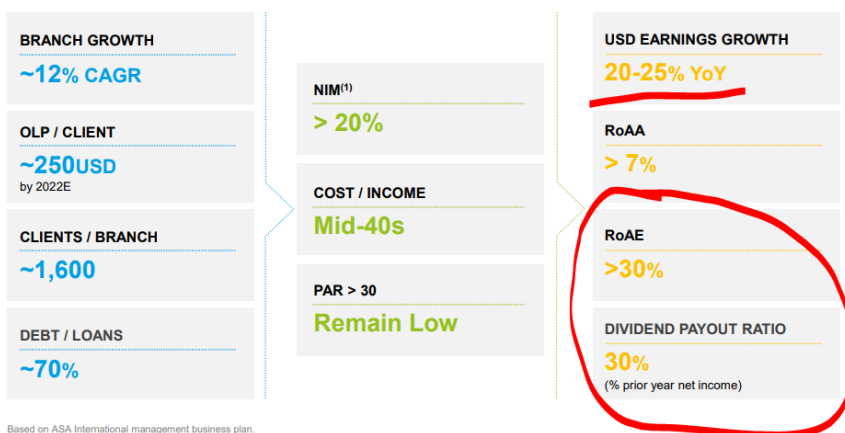 BRANCH GROWTH
~12% CAGR
OLP / CLIENT
~250USD
by 2022E
CLIENTS / BRANCH
~1,600
DEBT / LOANS
~70%
NIM(1)
> 20%
COST / INCOME
Mid-40s
PAR > 30
Remain Low
USD EARNINGS GROWTH
20-25% YoY
RoAA
> 7%
RoAE
>30%
DIVIDEND PAYOUT RATIO
30%
(% prior year net income)
Based on ASA International management business plan.